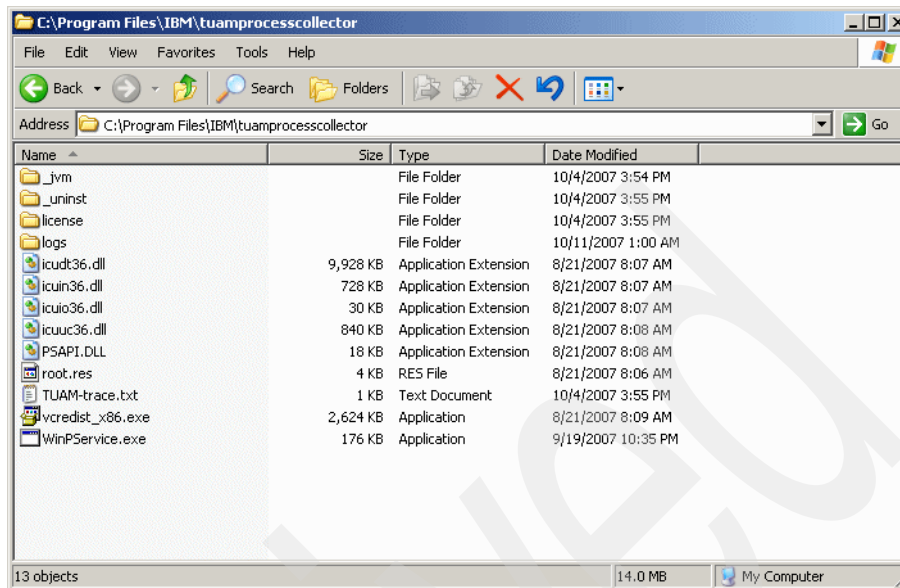 C:\Program Files\IBM\tuamprocesscollector
File Edit View Favorites Tools Help
Back Search Folders
Address C:\Program Files\IBM\tuamprocesscollector Go
Name Size Type Date Modified
_jvm File Folder 10/4/2007 3:54 PM
_uninst File Folder 10/4/2007 3:55 PM
license File Folder 10/4/2007 3:55 PM
logs File Folder 10/11/2007 1:00 AM
icudt36.dll 9,928 KB Application Extension 8/21/2007 8:07 AM
icuin36.dll 728 KB Application Extension 8/21/2007 8:07 AM
icuio36.dll 30 KB Application Extension 8/21/2007 8:07 AM
icuuc36.dll 840 KB Application Extension 8/21/2007 8:08 AM
PSAPI.DLL 18 KB Application Extension 8/21/2007 8:08 AM
root.res 4 KB RES File 8/21/2007 8:06 AM
TUAM-trace.txt 1 KB Text Document 10/4/2007 3:55 PM
vcredist_x86.exe 2,624 KB Application 8/21/2007 8:09 AM
WinPService.exe 176 KB Application 9/19/2007 10:35 PM
13 objects 14.0 MB My Computer